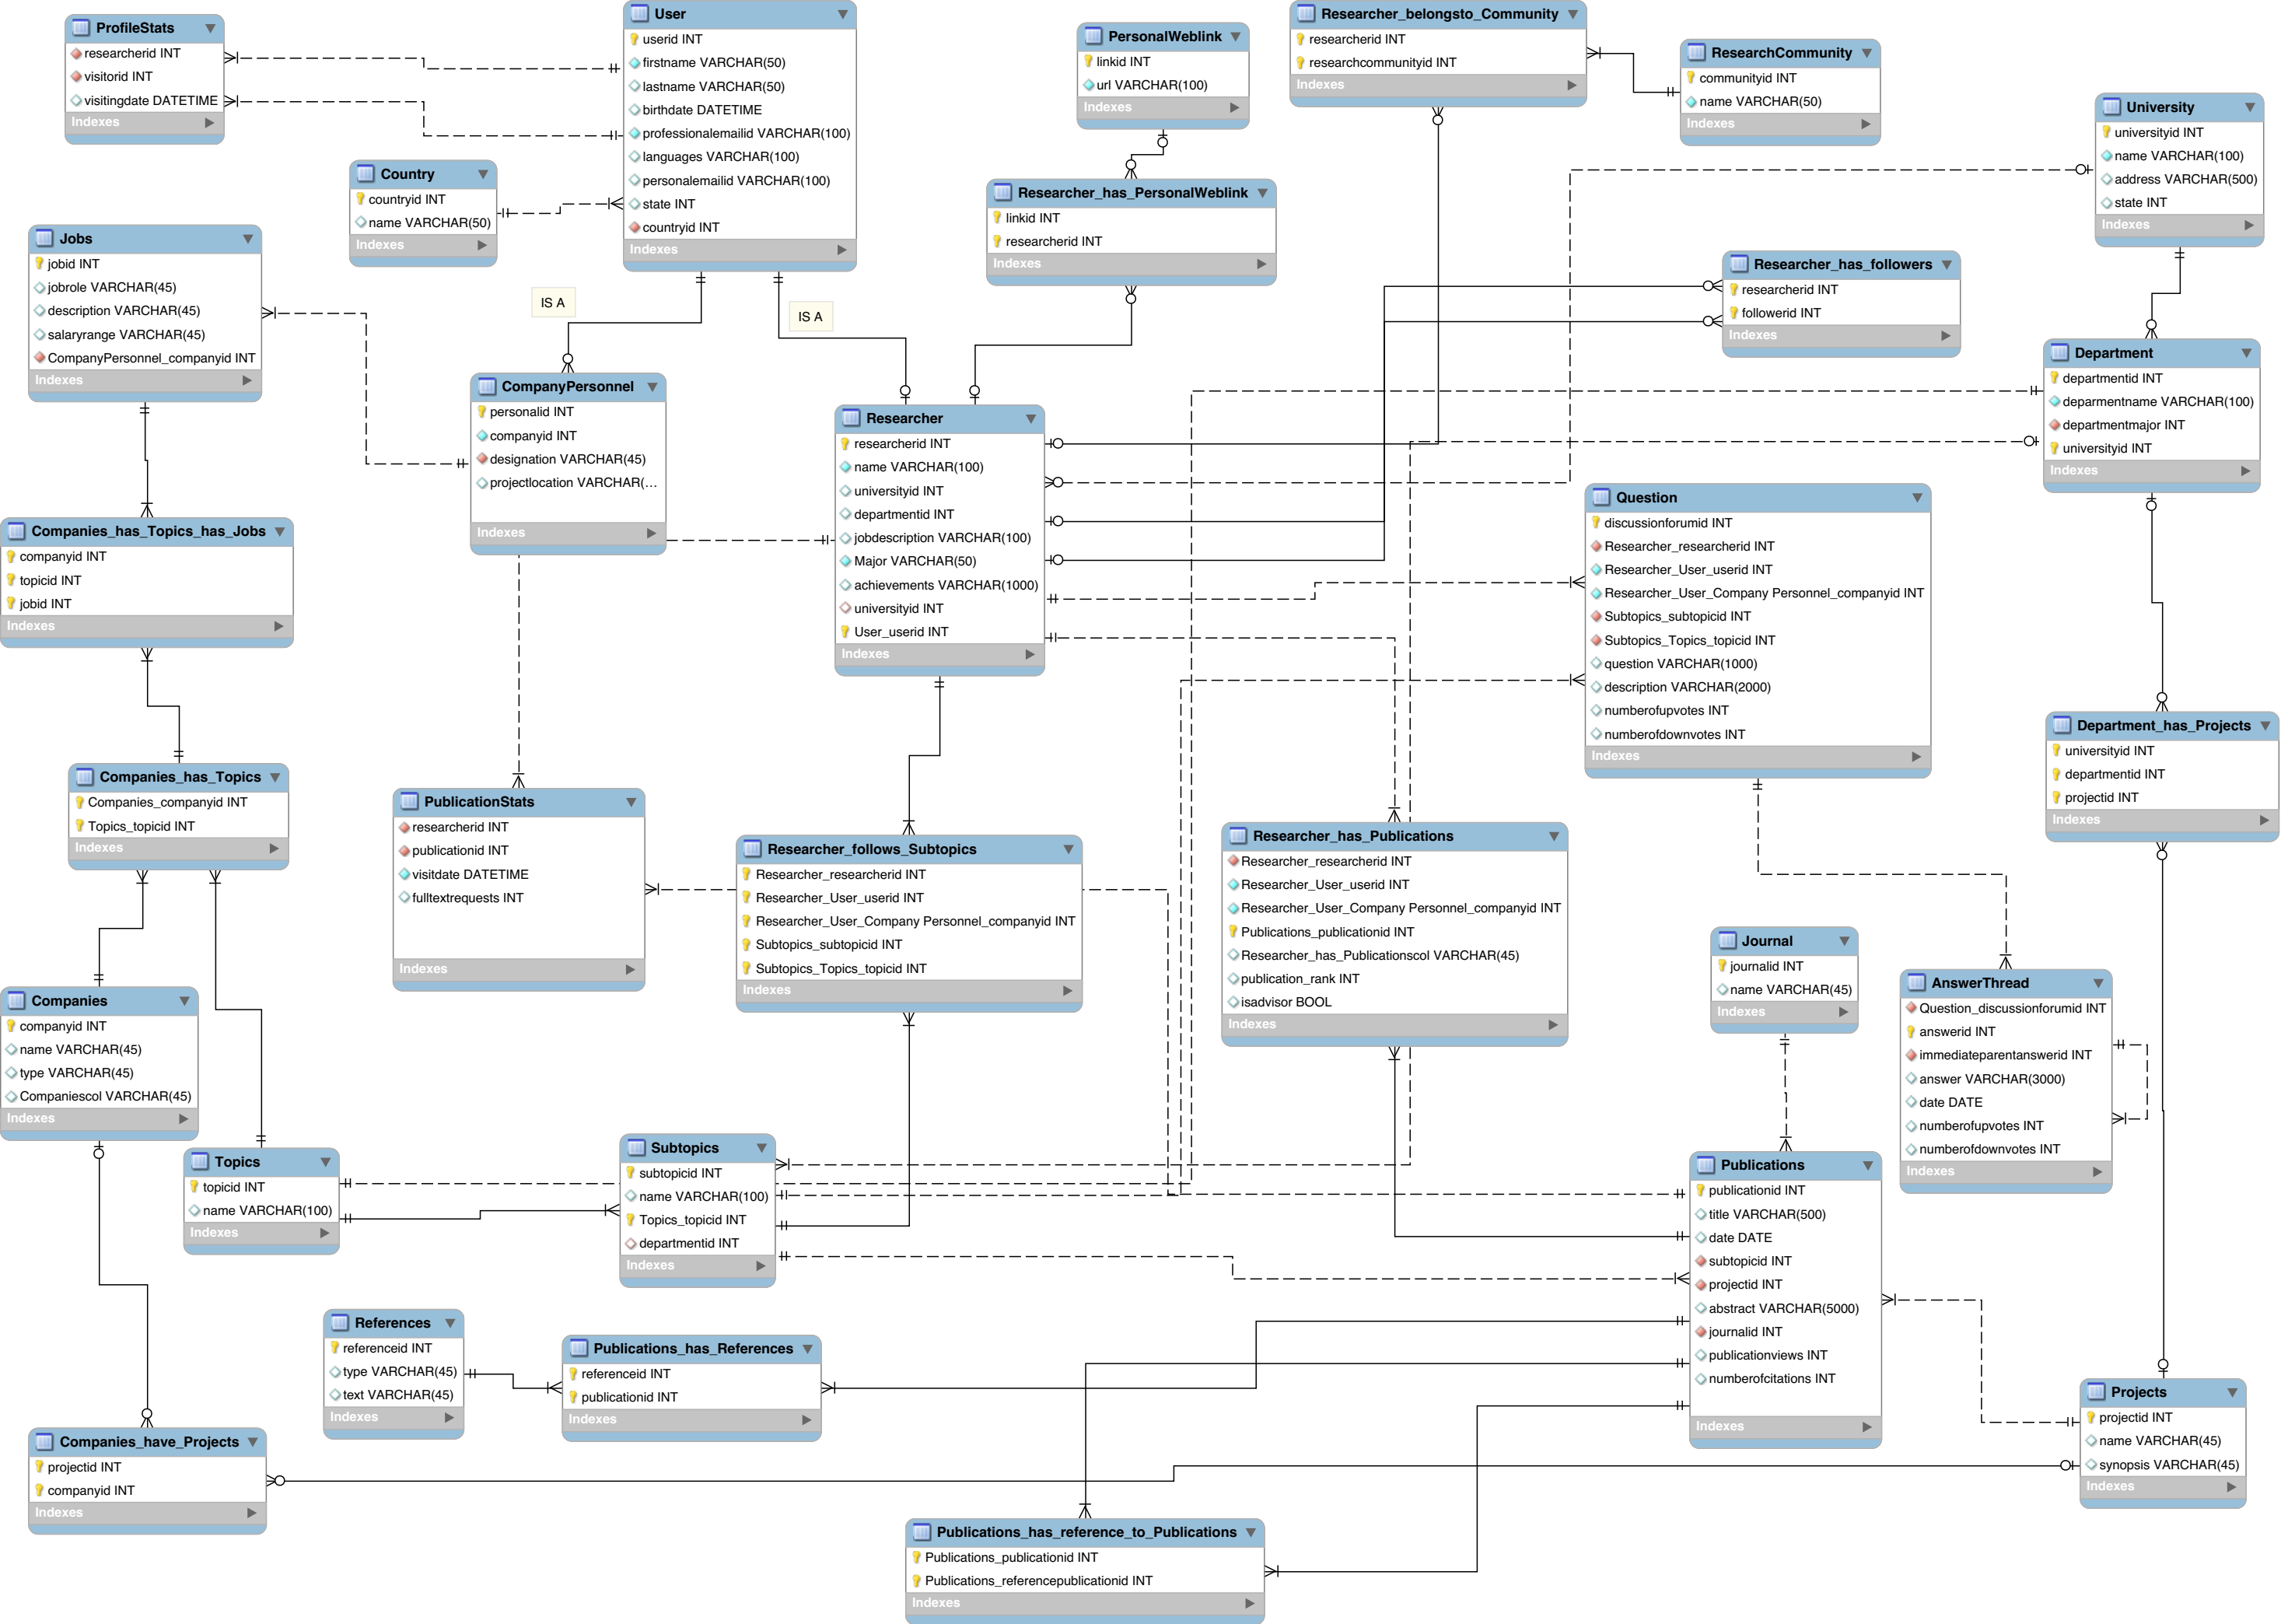 ProfileStats
researcherid INT
visitorid INT
visitingdate DATETIME
Indexes
User
userid INT
firstname VARCHAR(50)
lastname VARCHAR(50)
birthdate DATETIME
professionalemailid VARCHAR(100)
languages VARCHAR(100)
personalemailid VARCHAR(100)
state INT
countryid INT
Indexes
PersonalWeblink
linkid INT
url VARCHAR(100)
Indexes
Researcher_belongsto_Community
researcherid INT
researchcommunityid INT
Indexes
ResearchCommunity
communityid INT
name VARCHAR(50)
Indexes
University
universityid INT
name VARCHAR(100)
address VARCHAR(500)
state INT
Indexes
Country
countryid INT
name VARCHAR(50)
Indexes
Researcher_has_PersonalWeblink
linkid INT
researcherid INT
Indexes
Jobs
jobid INT
jobrole VARCHAR(45)
description VARCHAR(45)
salaryrange VARCHAR(45)
CompanyPersonnel_companyid INT
Indexes
IS A
IS A
Researcher_has_followers
researcherid INT
followerid INT
Indexes
Department
departmentid INT
deparmentname VARCHAR(100)
departmentmajor INT
universityid INT
Indexes
CompanyPersonnel
personalid INT
companyid INT
designation VARCHAR(45)
projectlocation VARCHAR(...
Indexes
Researcher
researcherid INT
name VARCHAR(100)
universityid INT
departmentid INT
jobdescription VARCHAR(100)
Major VARCHAR(50)
achievements VARCHAR(1000)
universityid INT
User_userid INT
Indexes
Question
discussionforumid INT
Researcher_researcherid INT
Researcher_User_userid INT
Researcher_User_Company Personnel_companyid INT
Subtopics_subtopicid INT
Subtopics_Topics_topicid INT
question VARCHAR(1000)
description VARCHAR(2000)
numberofupvotes INT
numberofdownvotes INT
Indexes
Companies_has_Topics_has_Jobs
companyid INT
topicid INT
jobid INT
Indexes
Department_has_Projects
universityid INT
departmentid INT
projectid INT
Indexes
Companies_has_Topics
Companies_companyid INT
Topics_topicid INT
Indexes
PublicationStats
researcherid INT
publicationid INT
visitdate DATETIME
fulltextrequests INT
Indexes
Researcher_follows_Subtopics
Researcher_researcherid INT
Researcher_User_userid INT
Researcher_User_Company Personnel_companyid INT
Subtopics_subtopicid INT
Subtopics_Topics_topicid INT
Indexes
Researcher_has_Publications
Researcher_researcherid INT
Researcher_User_userid INT
Researcher_User_Company Personnel_companyid INT
Publications_publicationid INT
Researcher_has_Publicationscol VARCHAR(45)
publication_rank INT
isadvisor BOOL
Indexes
Journal
journalid INT
name VARCHAR(45)
Indexes
AnswerThread
Question_discussionforumid INT
answerid INT
immediateparentanswerid INT
answer VARCHAR(3000)
date DATE
numberofupvotes INT
numberofdownvotes INT
Indexes
Companies
companyid INT
name VARCHAR(45)
type VARCHAR(45)
Companiescol VARCHAR(45)
Indexes
Topics
topicid INT
name VARCHAR(100)
Indexes
Subtopics
subtopicid INT
name VARCHAR(100)
Topics_topicid INT
departmentid INT
Indexes
Publications
publicationid INT
title VARCHAR(500)
date DATE
subtopicid INT
projectid INT
abstract VARCHAR(5000)
journalid INT
publicationviews INT
numberofcitations INT
Indexes
References
referenceid INT
type VARCHAR(45)
text VARCHAR(45)
Indexes
Publications_has_References
referenceid INT
publicationid INT
Indexes
Projects
projectid INT
name VARCHAR(45)
synopsis VARCHAR(45)
Indexes
Companies_have_Projects
projectid INT
companyid INT
Indexes
Publications_has_reference_to_Publications
Publications_publicationid INT
Publications_referencepublicationid INT
Indexes